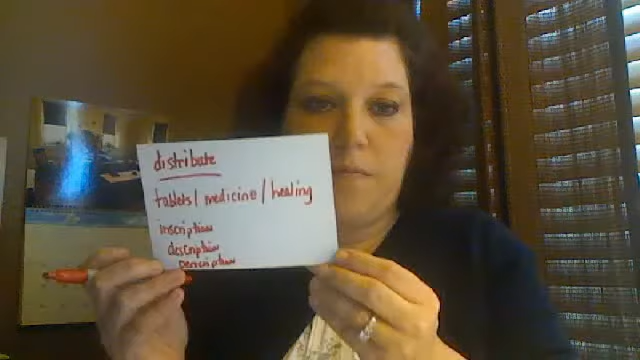 distribute
tablets / medicine / healing
inscription
description
perscription